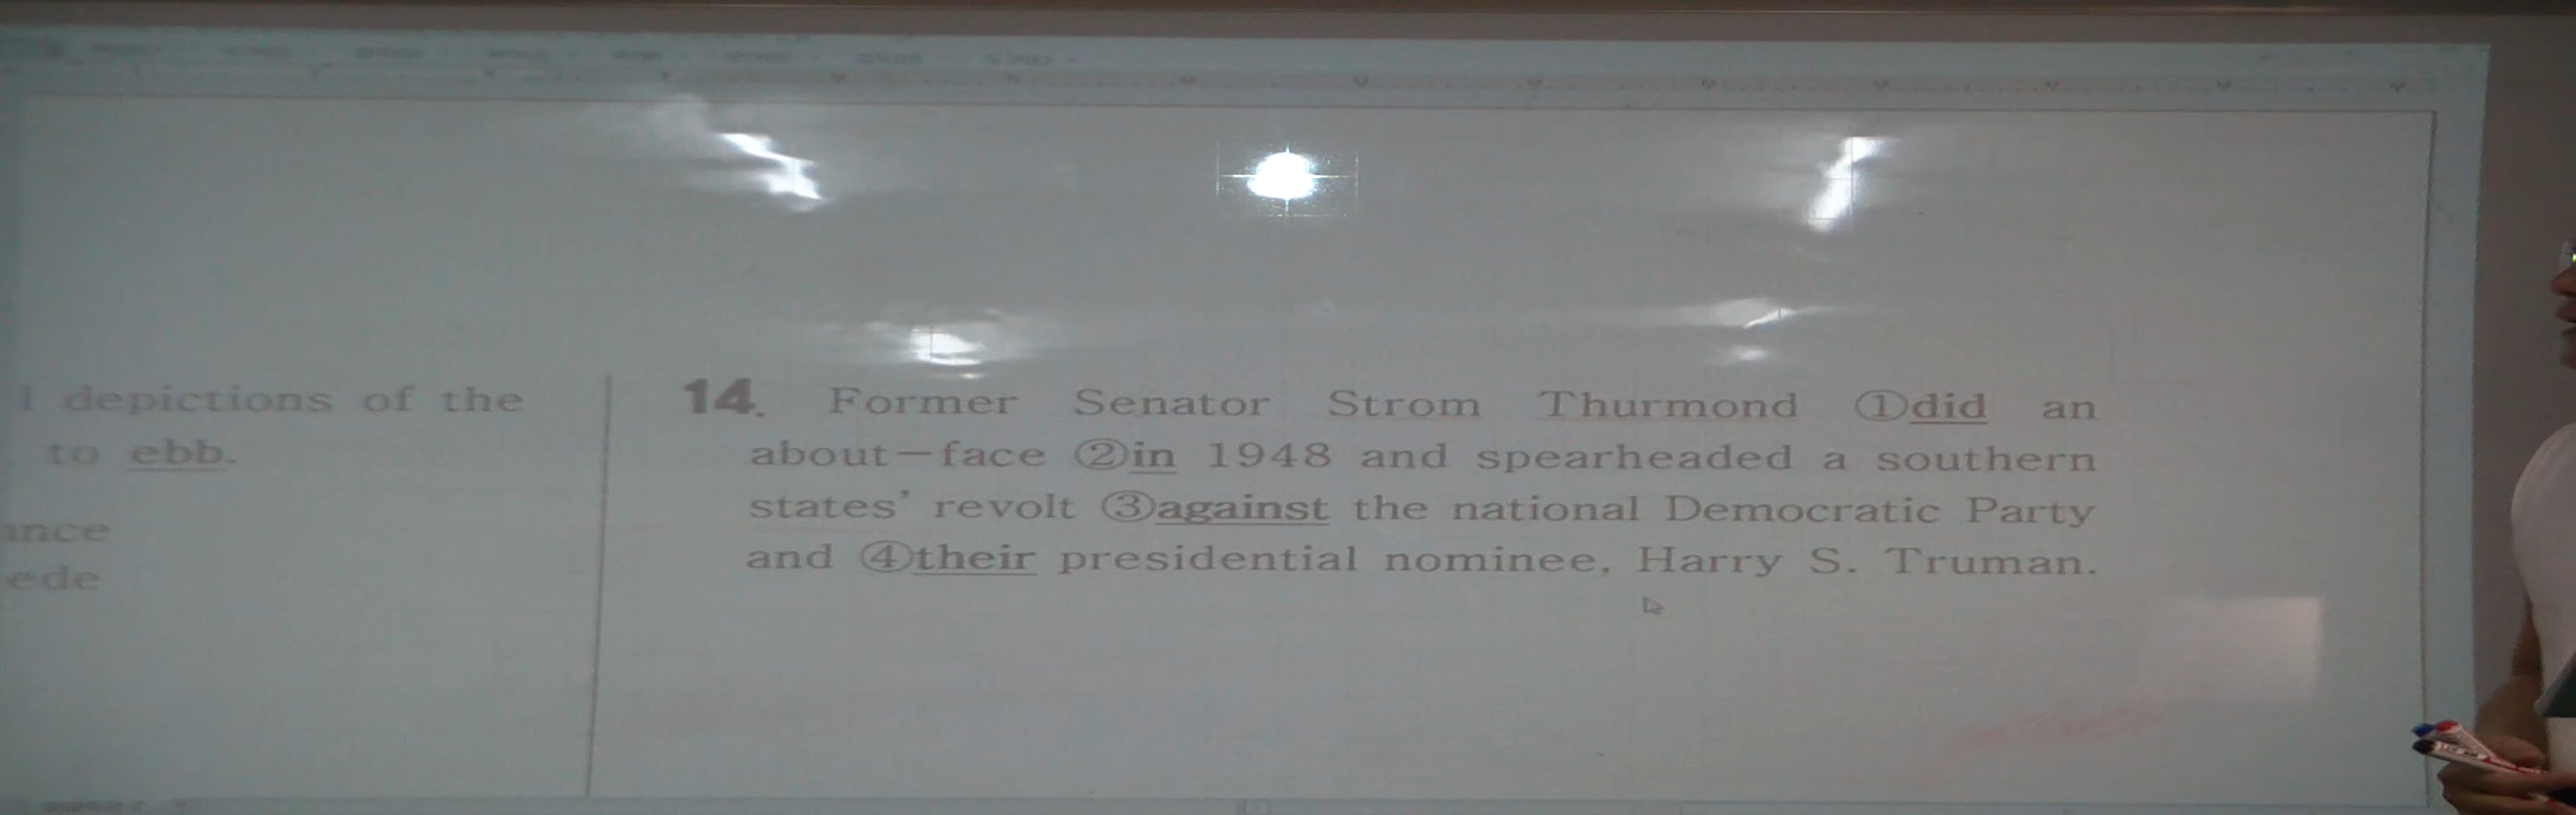 depictions of the
to ebb.
ede
14. Former Senator Strom Thurmond ①did an
about-face ②in 1948 and spearheaded a southern
states' revolt ③against the national Democratic Party
and ④their presidential nominee, Harry S. Truman.